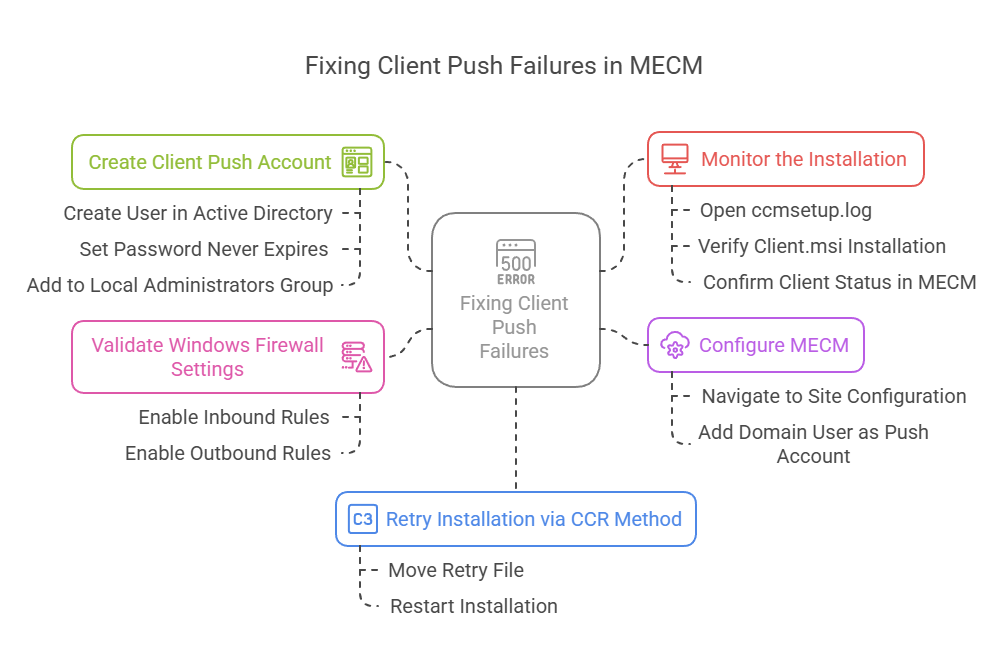 Fixing Client Push Failures in MECM
Create Client Push Account
Create User in Active Directory
Set Password Never Expires
Add to Local Administrators Group
Validate Windows Firewall
Settings
Enable Inbound Rules
Enable Outbound Rules
500
ERROR
Fixing Client
Push
Failures
Monitor the Installation
Open ccmsetup.log
Verify Client.msi Installation
Confirm Client Status in MECM
Configure MECM
Navigate to Site Configuration
Add Domain User as Push
Account
C3
Retry Installation via CCR Method
Move Retry File
Restart Installation